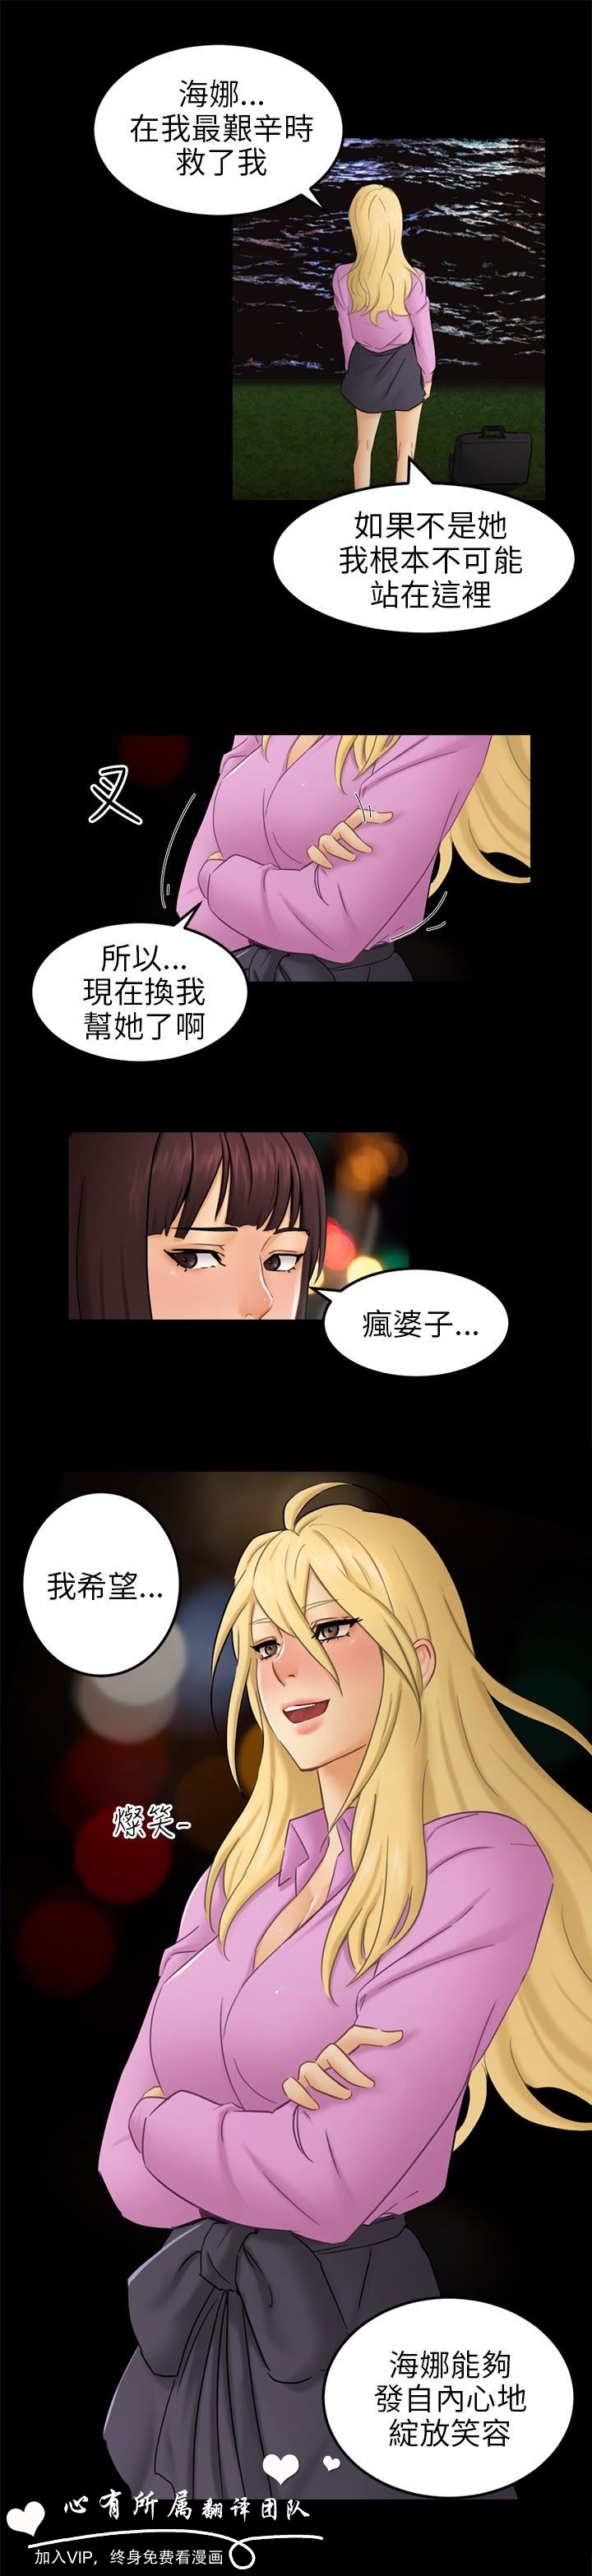 海娜...
在我最艱辛時
救了我
如果不是她
我根本不可能
站在這裡
叉
所以...
現在換我
幫她了啊
瘋婆子...
我希望...
燦笑~
海娜能夠
發自內心地
綻放笑容
心有所属翻译团队
加入VIP，终身免费看漫画